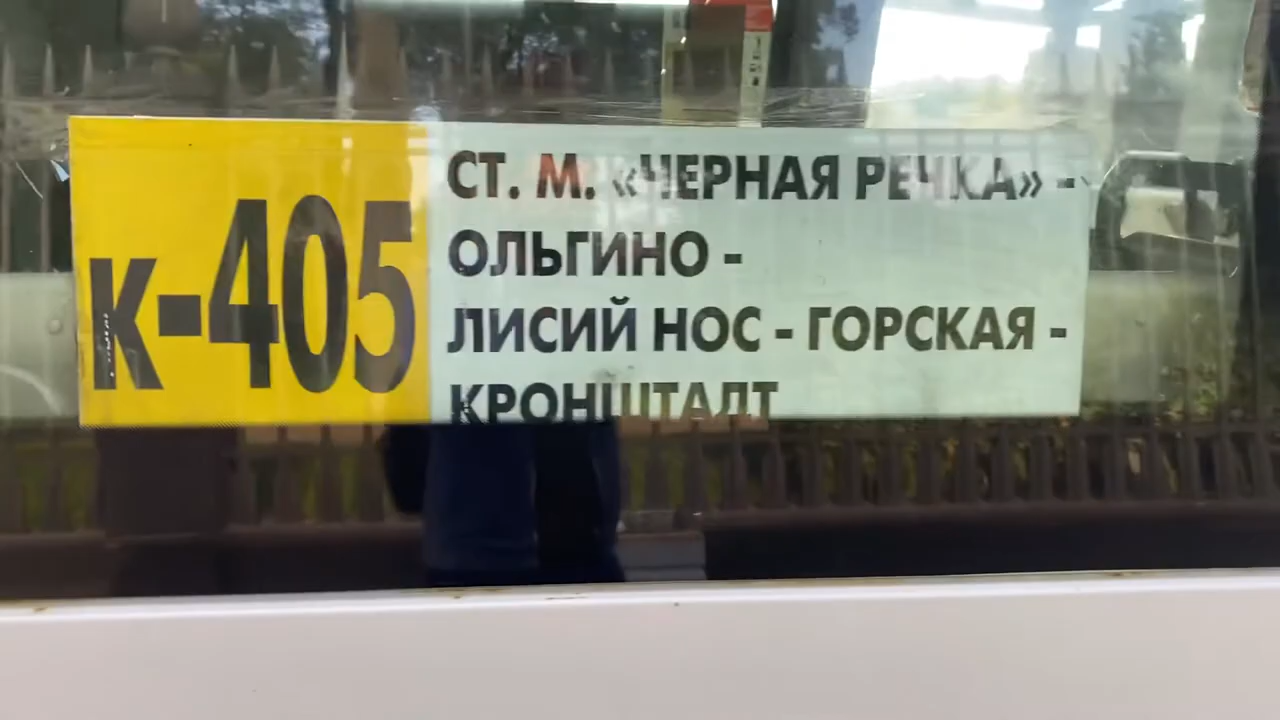 к-405
СТ. М. «ЧЕРНАЯ РЕЧКА» -
ОЛЬГИНО -
ЛИСИЙ НОС - ГОРСКАЯ -
КРОНШТАДТ